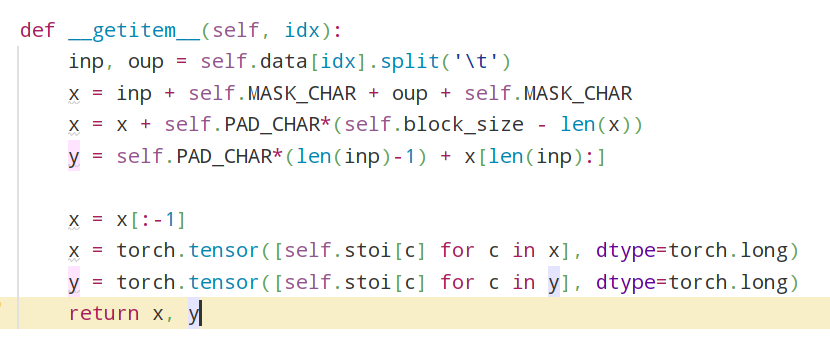 def __getitem__(self, idx):
    inp, oup = self.data[idx].split('\t')
    x = inp + self.MASK_CHAR + oup + self.MASK_CHAR
    x = x + self.PAD_CHAR*(self.block_size - len(x))
    y = self.PAD_CHAR*(len(inp)-1) + x[len(inp):]

    x = x[:-1]
    x = torch.tensor([self.stoi[c] for c in x], dtype=torch.long)
    y = torch.tensor([self.stoi[c] for c in y], dtype=torch.long)
    return x, y